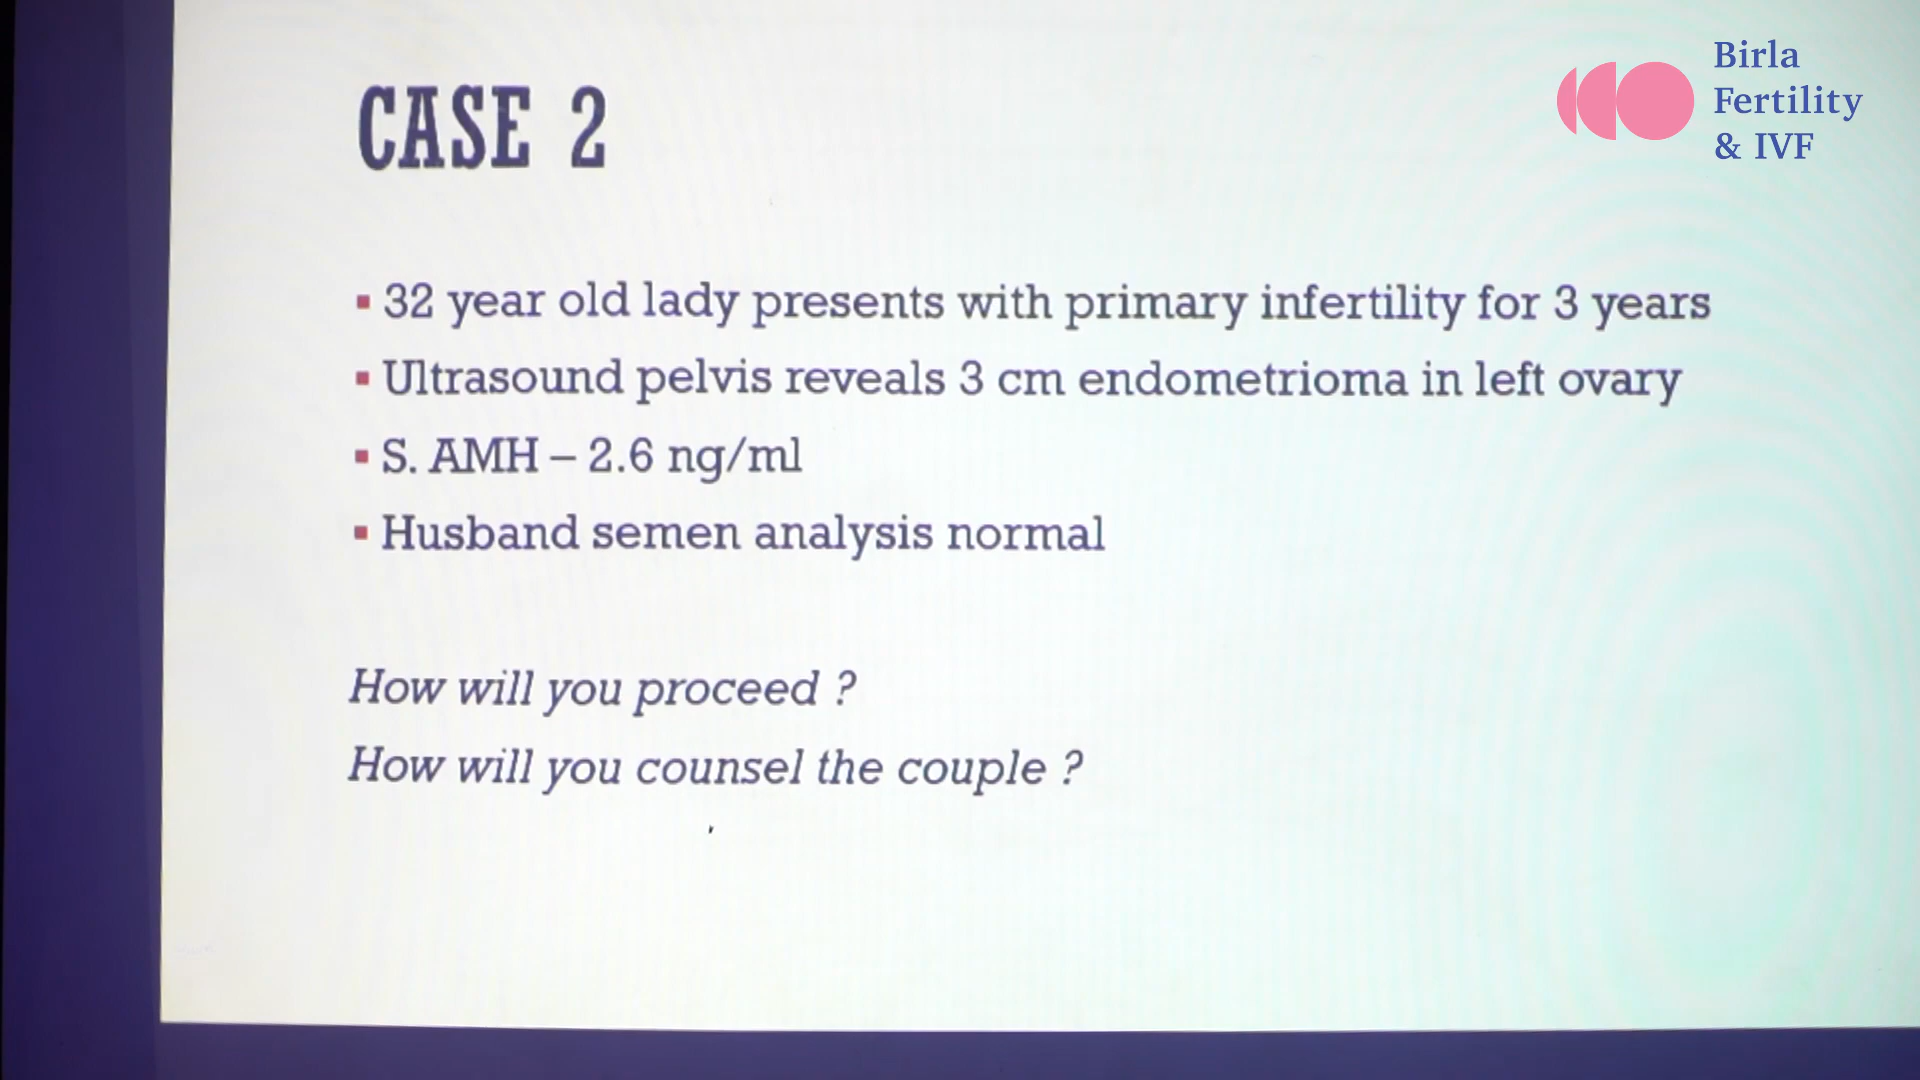 Birla
Fertility
& IVF
CASE 2
▪ 32 year old lady presents with primary infertility for 3 years
▪ Ultrasound pelvis reveals 3 cm endometrioma in left ovary
▪ S. AMH – 2.6 ng/ml
▪ Husband semen analysis normal
How will you proceed ?
How will you counsel the couple ?